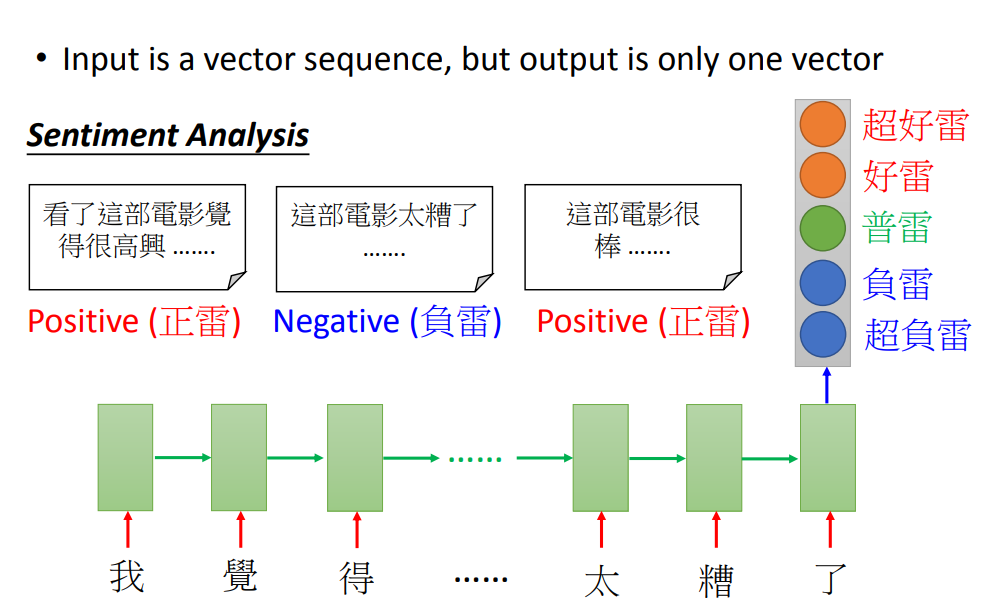 • Input is a vector sequence, but output is only one vector
Sentiment Analysis
看了這部電影覺
得很高興 …….
Positive (正雷)
這部電影太糟了
…….
Negative (負雷)
這部電影很
棒 …….
Positive (正雷)
超好雷
好雷
普雷
負雷
超負雷
……
我 覺 得 …… 太 糟 了